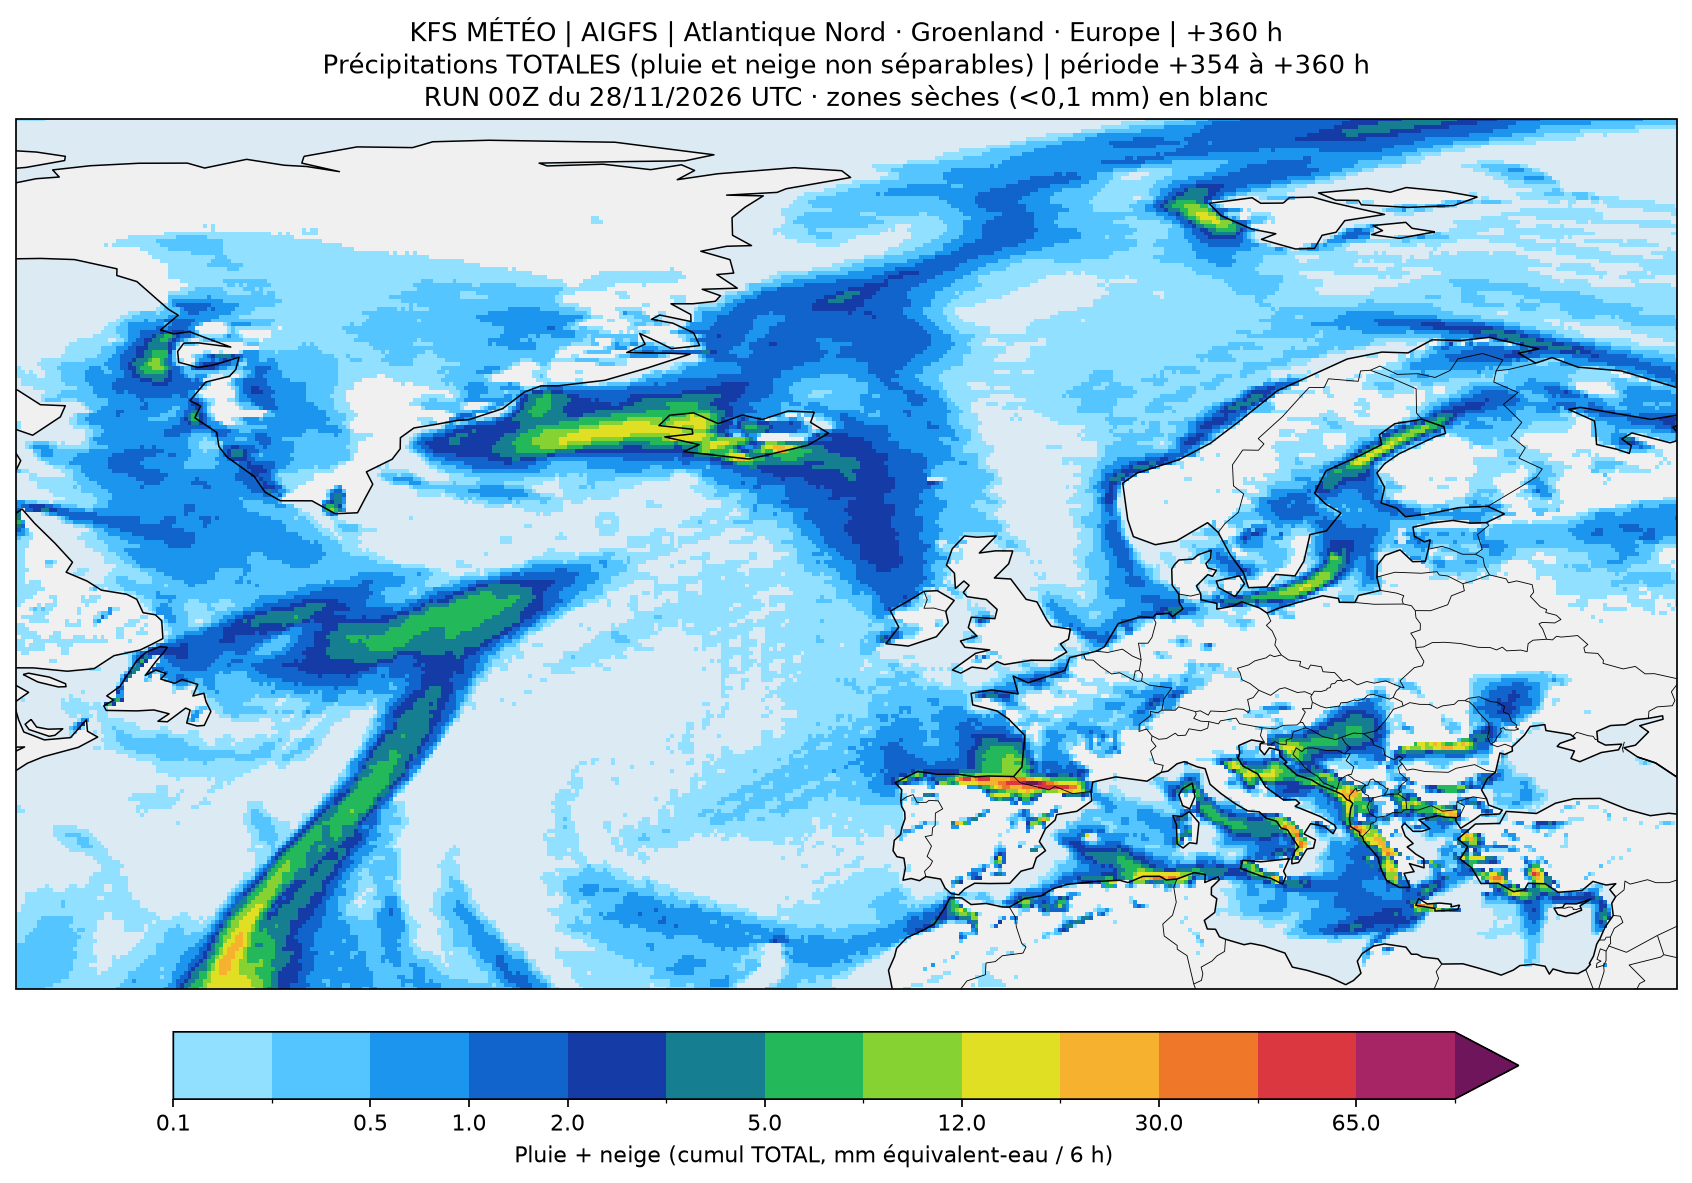 KFS MÉTÉO | AIGFS | Atlantique Nord · Groenland · Europe | +360 h
Précipitations TOTALES (pluie et neige non séparables) | période +354 à +360 h
RUN 00Z du 28/11/2026 UTC · zones sèches (<0,1 mm) en blanc
0.1 0.5 1.0 2.0 5.0 12.0 30.0 65.0
Pluie + neige (cumul TOTAL, mm équivalent-eau / 6 h)